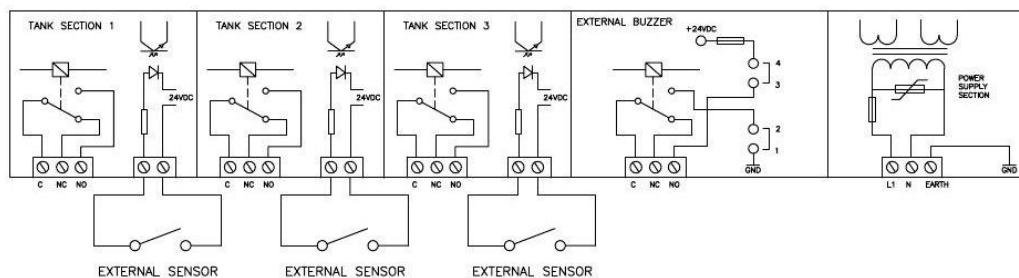 TANK SECTION 1
24VDC
C NC NO
EXTERNAL SENSOR
TANK SECTION 2
24VDC
C NC NO
EXTERNAL SENSOR
TANK SECTION 3
24VDC
C NC NO
EXTERNAL SENSOR
EXTERNAL BUZZER
+24VDC
4
3
2
1
GND
C NC NO
POWER
SUPPLY
SECTION
L1 N EARTH
GND